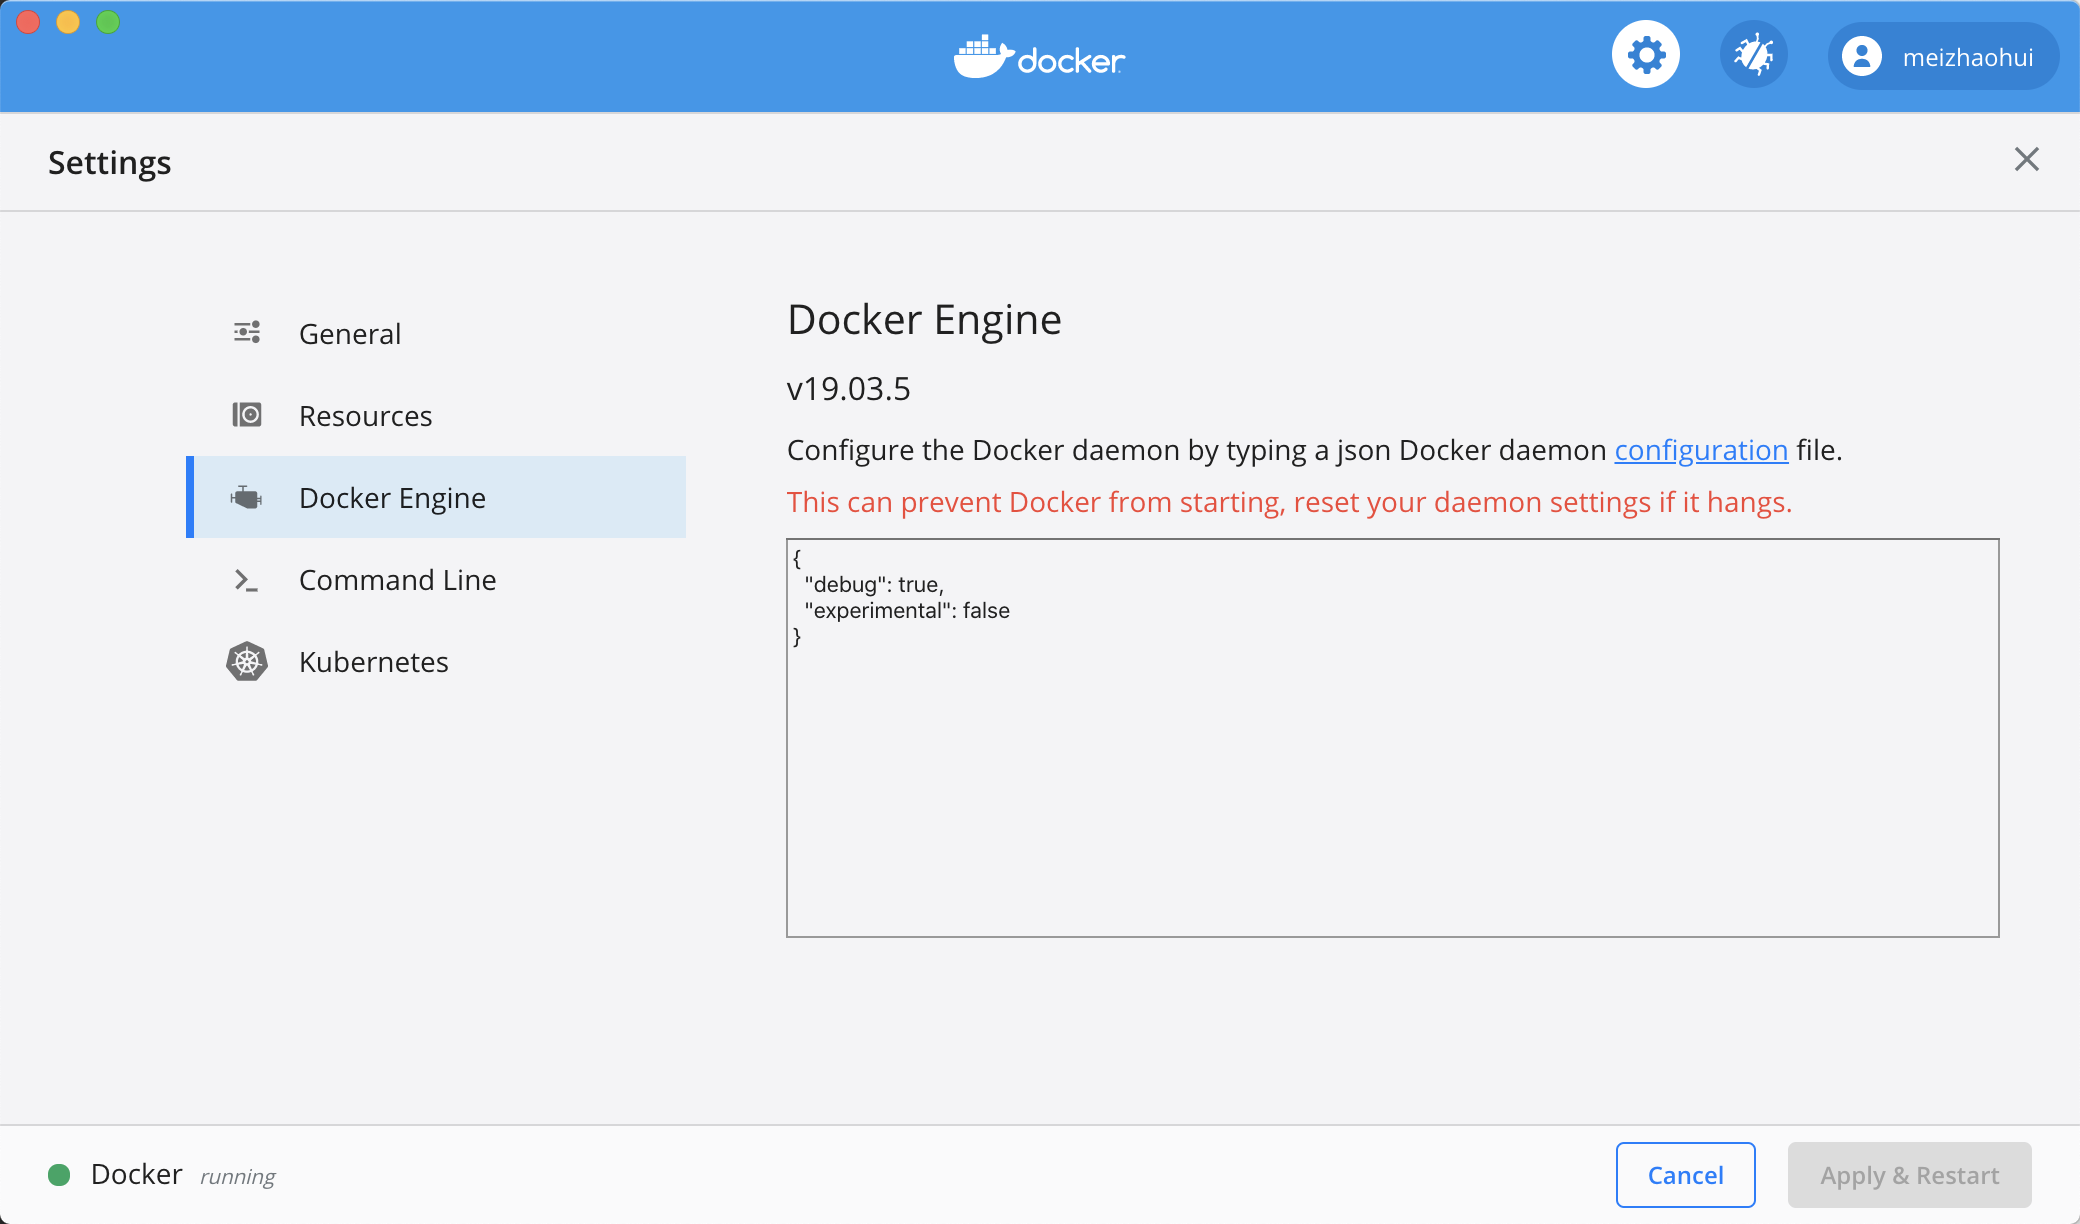 docker
meizhaohui
Settings
General
Resources
Docker Engine
Command Line
Kubernetes
Docker Engine
v19.03.5
Configure the Docker daemon by typing a json Docker daemon configuration file.
This can prevent Docker from starting, reset your daemon settings if it hangs.
{
  "debug": true,
  "experimental": false
}
Docker running
Cancel
Apply & Restart